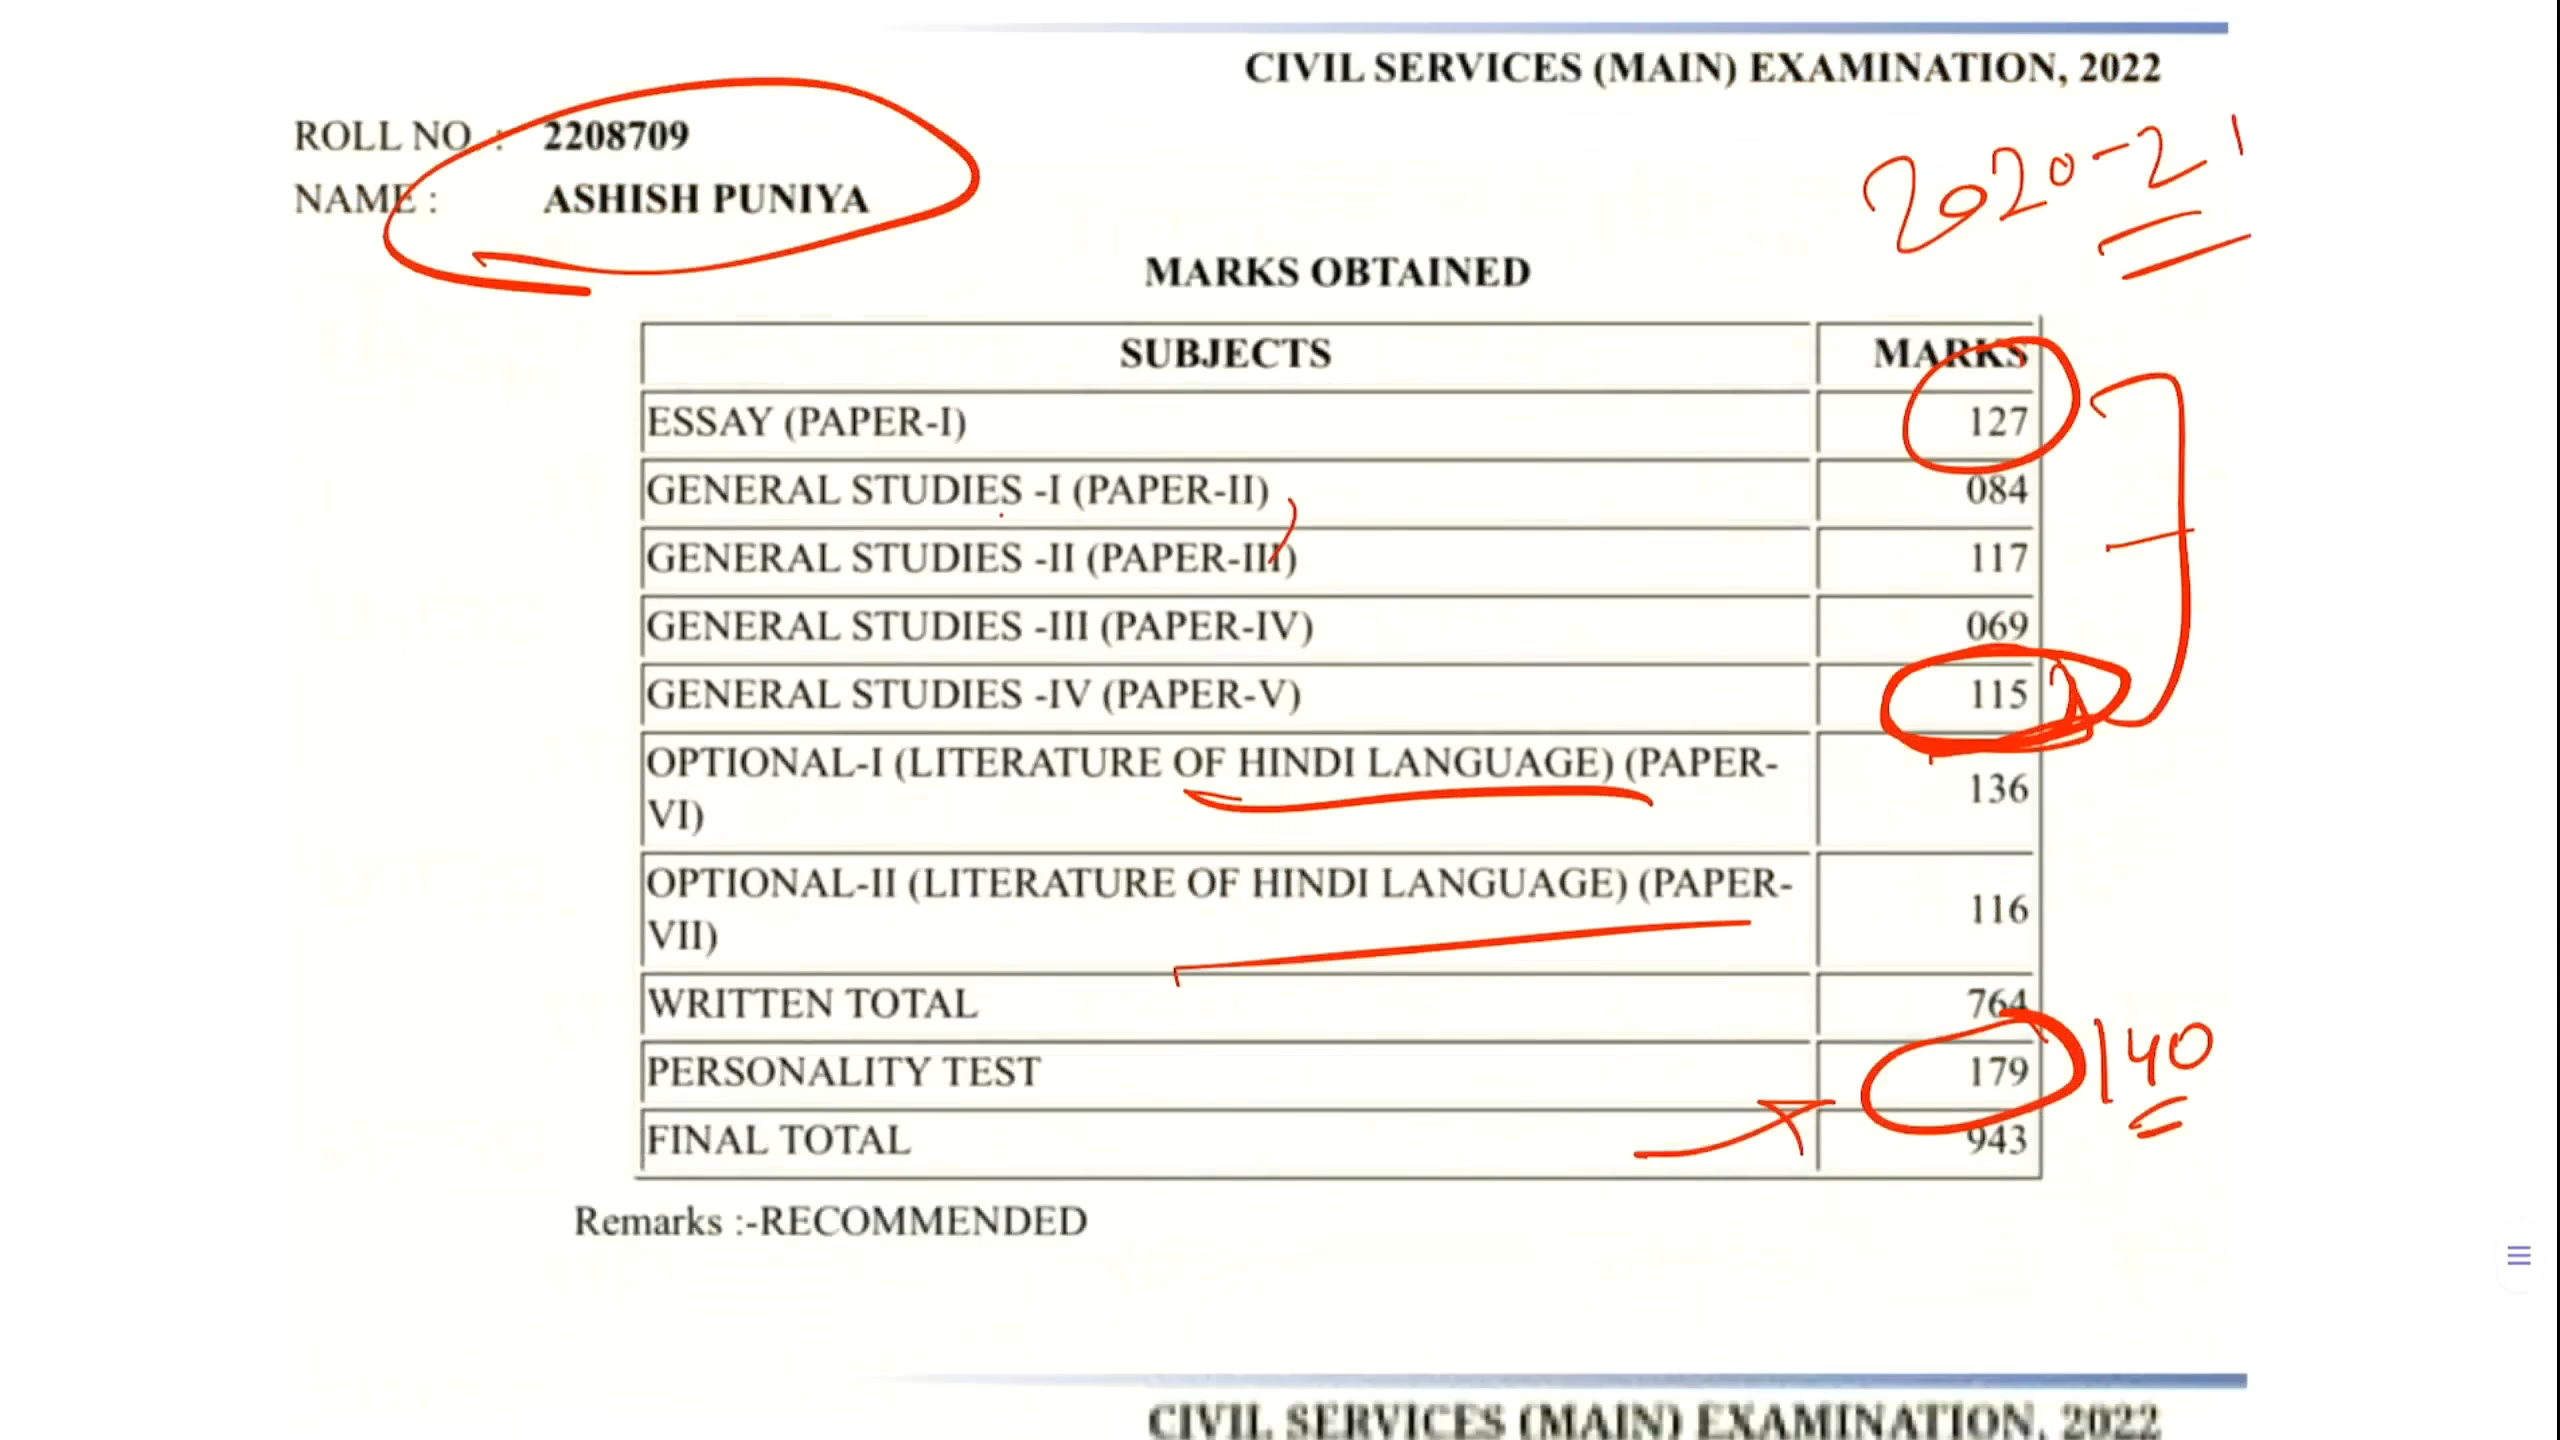 CIVIL SERVICES (MAIN) EXAMINATION, 2022
ROLL NO : 2208709
2020-21
NAME : ASHISH PUNIYA
MARKS OBTAINED
SUBJECTS MARKS
ESSAY (PAPER-I) 127
GENERAL STUDIES -I (PAPER-II) 084
GENERAL STUDIES -II (PAPER-III) 117
GENERAL STUDIES -III (PAPER-IV) 069
GENERAL STUDIES -IV (PAPER-V) 115
OPTIONAL-I (LITERATURE OF HINDI LANGUAGE) (PAPER-
VI) 136
OPTIONAL-II (LITERATURE OF HINDI LANGUAGE) (PAPER-
VII) 116
WRITTEN TOTAL 764
PERSONALITY TEST 179 140
FINAL TOTAL 943
Remarks :-RECOMMENDED
CIVIL SERVICES (MAIN) EXAMINATION, 2022